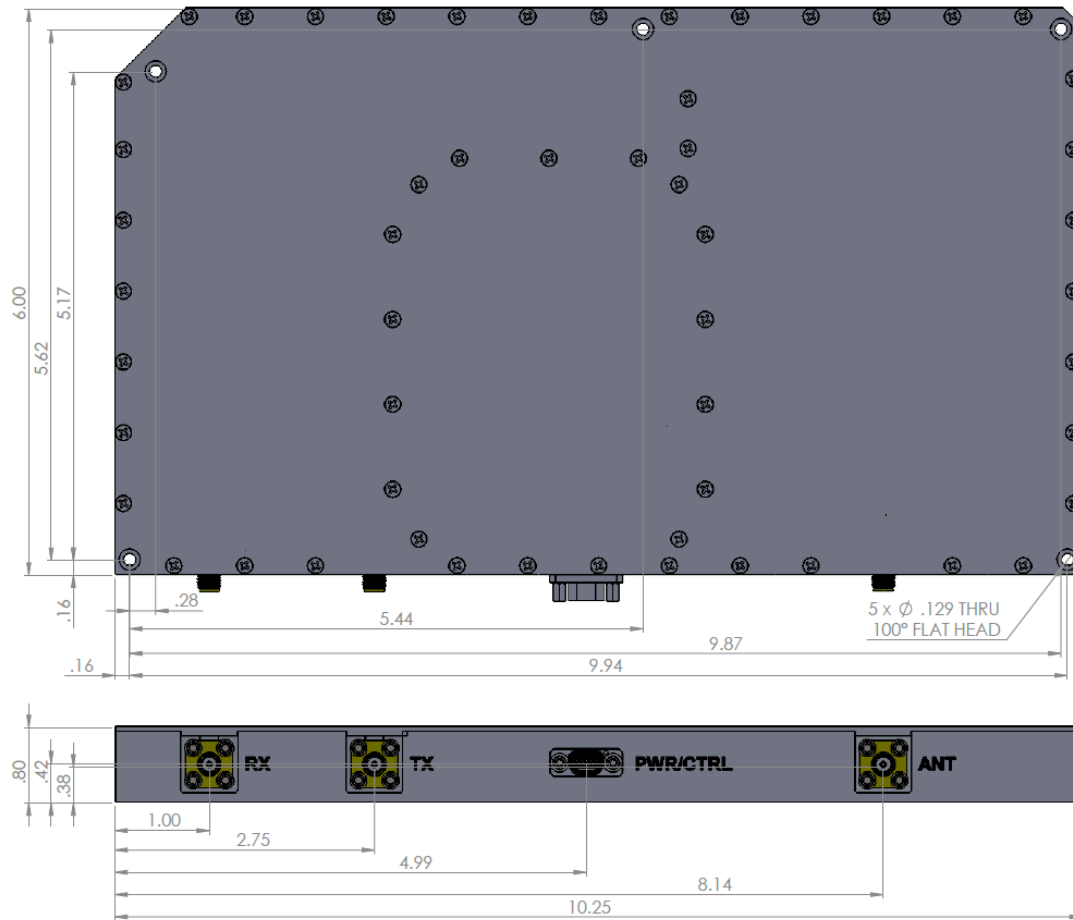 6.00
5.62
5.17
.16
.28
5.44
5 x Ø .129 THRU
100° FLAT HEAD
9.87
.16
9.94
.80
.42
.38
RX
TX
PWR/CTRL
ANT
1.00
2.75
4.99
8.14
10.25